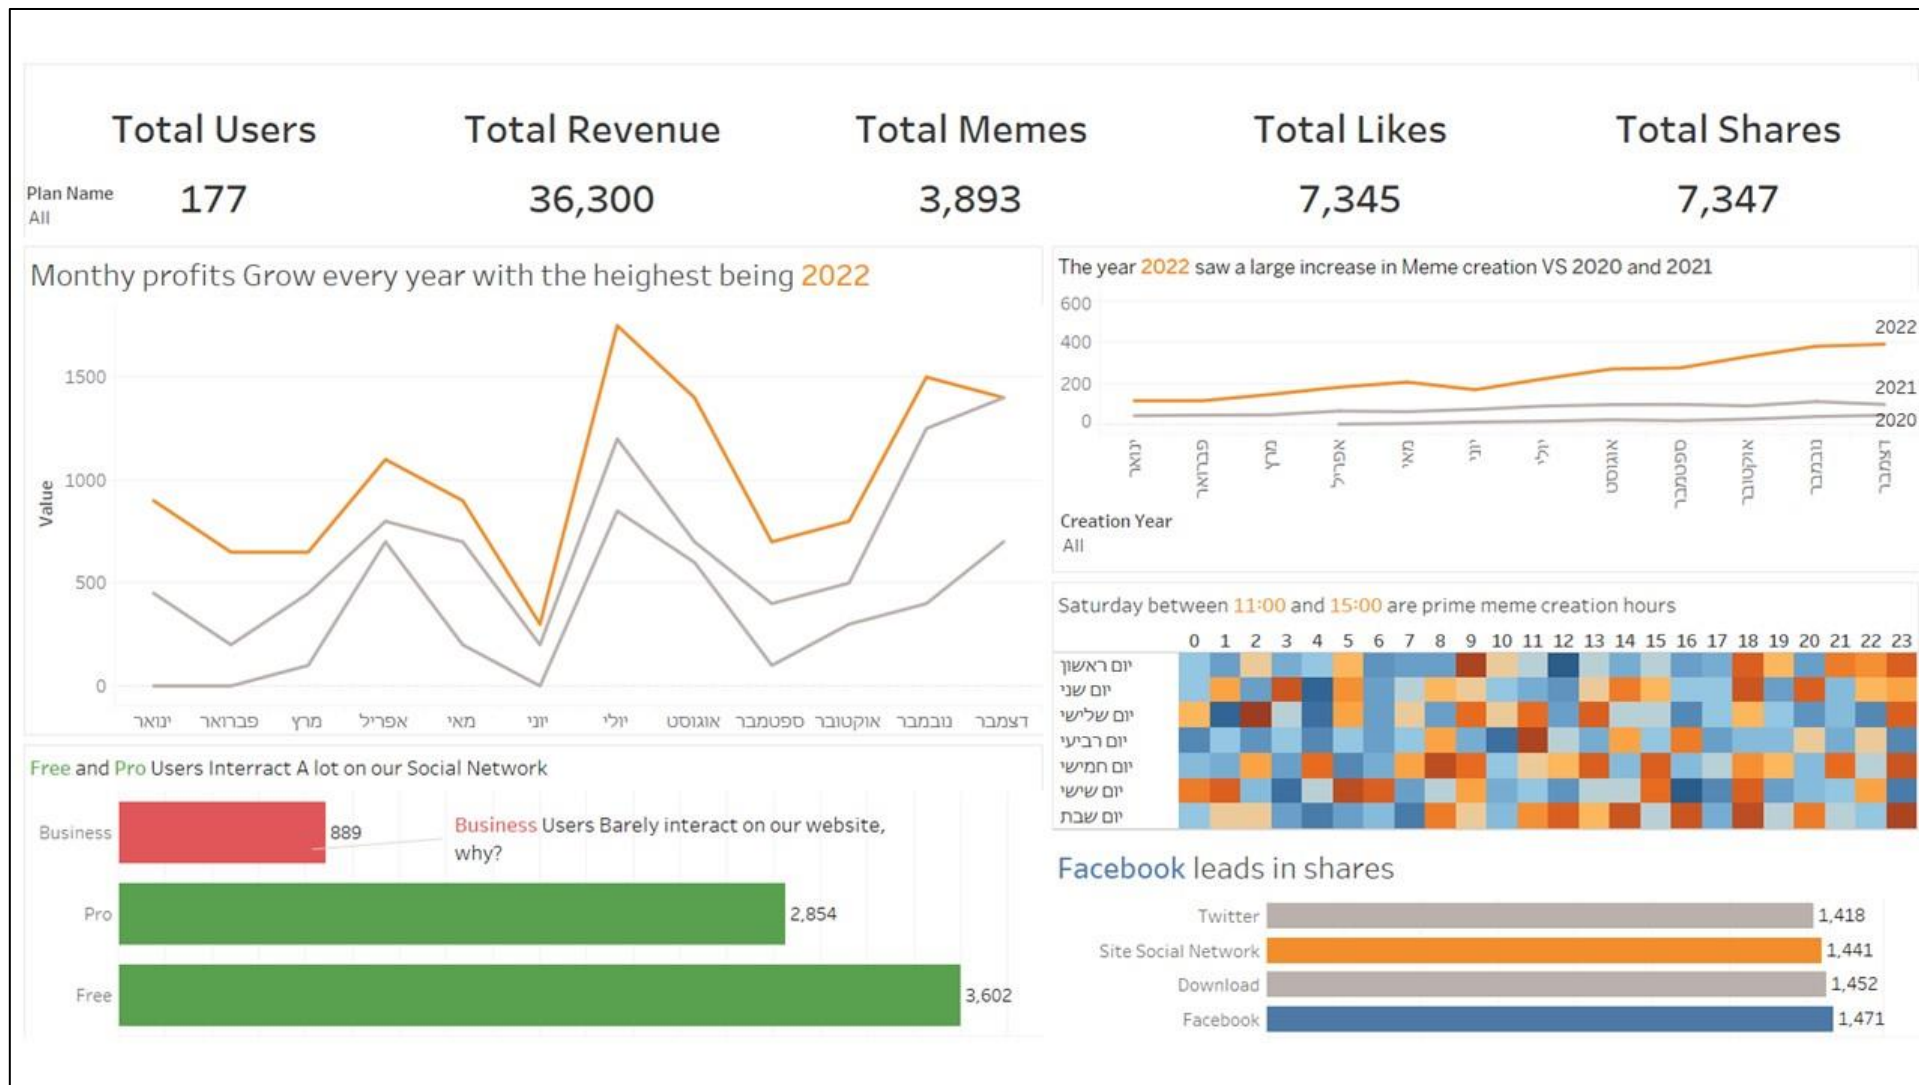 Total Users
Total Revenue
Total Memes
Total Likes
Total Shares
Plan Name
All
177
36,300
3,893
7,345
7,347
Monthy profits Grow every year with the heighest being 2022
Value
1500
1000
500
0
ינואר
פברואר
מרץ
אפריל
מאי
יוני
יולי
אוגוסט
ספטמבר
אוקטובר
נובמבר
דצמבר
The year 2022 saw a large increase in Meme creation VS 2020 and 2021
600
400
200
0
2022
2021
2020
ינואר
פברואר
מרץ
אפריל
מאי
יוני
יולי
אוגוסט
ספטמבר
אוקטובר
נובמבר
דצמבר
Creation Year
All
Saturday between 11:00 and 15:00 are prime meme creation hours
0 1 2 3 4 5 6 7 8 9 10 11 12 13 14 15 16 17 18 19 20 21 22 23
יום ראשון
יום שני
יום שלישי
יום רביעי
יום חמישי
יום שישי
יום שבת
Free and Pro Users Interract A lot on our Social Network
Business
889
Business Users Barely interact on our website,
why?
Pro
2,854
Free
3,602
Facebook leads in shares
Twitter
1,418
Site Social Network
1,441
Download
1,452
Facebook
1,471